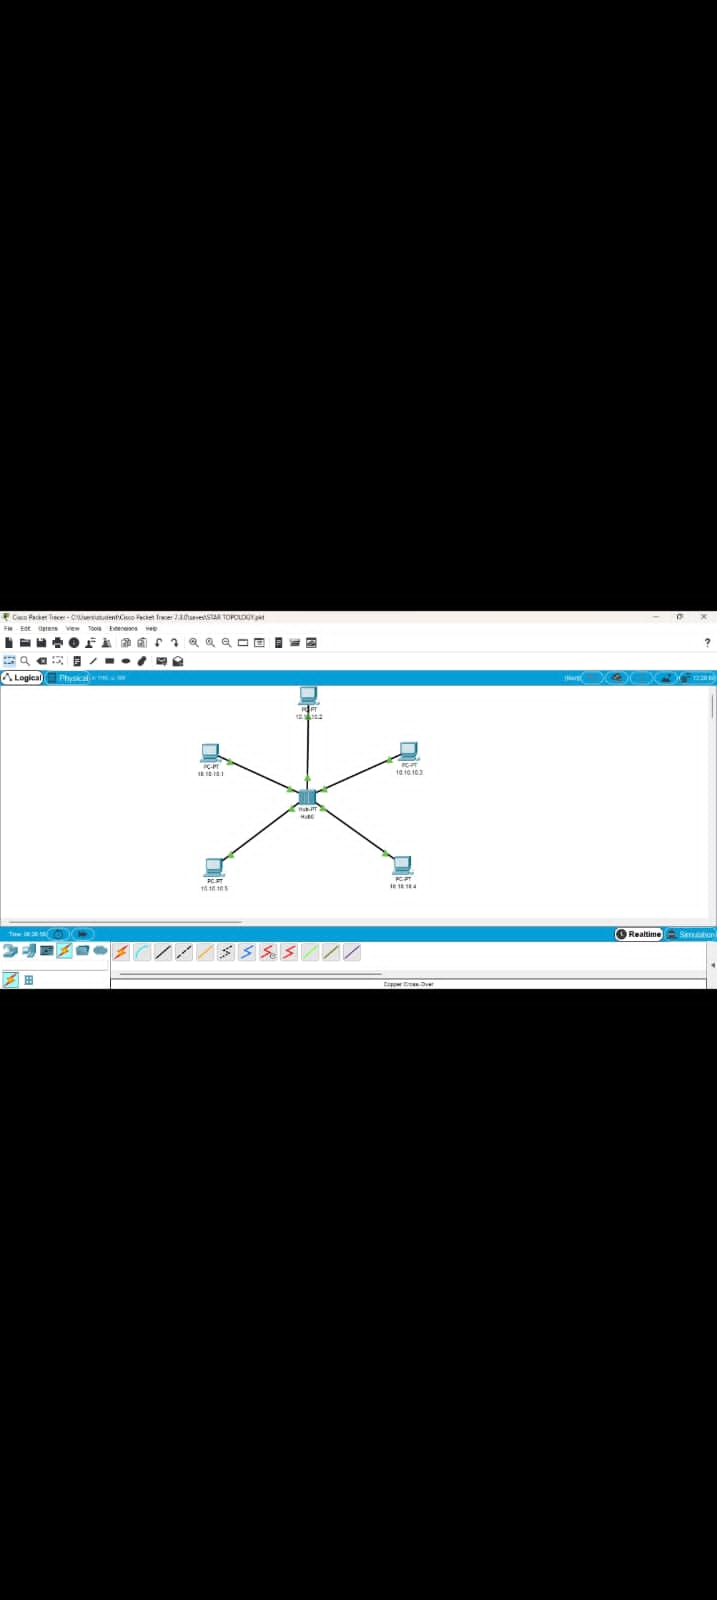 Cisco Packet Tracer - C:\Users\student\Cisco Packet Tracer 7.3.0\saves\STAR TOPOLOGY.pkt
File Edit Options View Tools Extensions Help
?
Logical Physical
PC-PT
10.10.10.2
PC-PT
10.10.10.1
PC-PT
10.10.10.3
Hub-PT
Hub0
PC-PT
10.10.10.5
PC-PT
10.10.10.4
Time:
Realtime Simulation
Copper Cross-Over